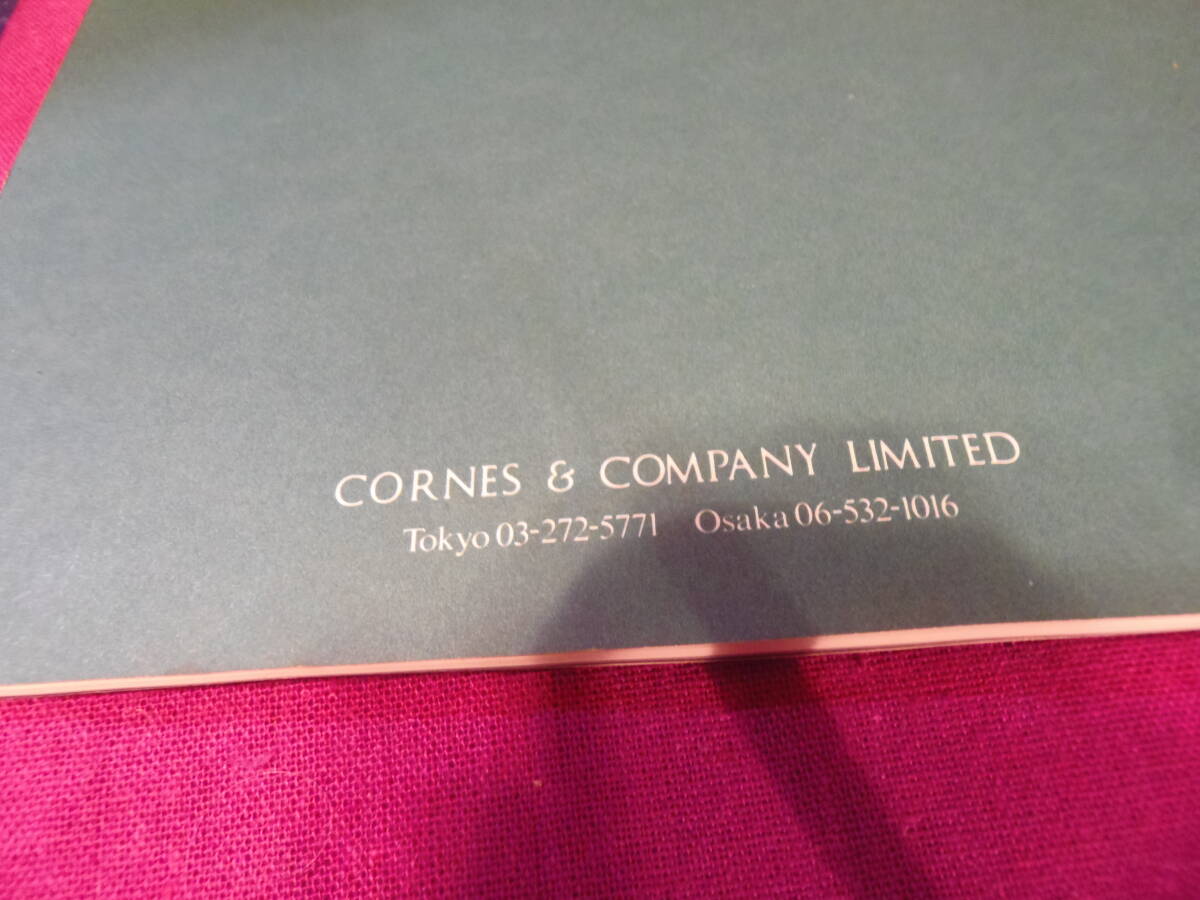 CORNES & COMPANY LIMITED
Tokyo 03-272-5771 Osaka 06-532-1016